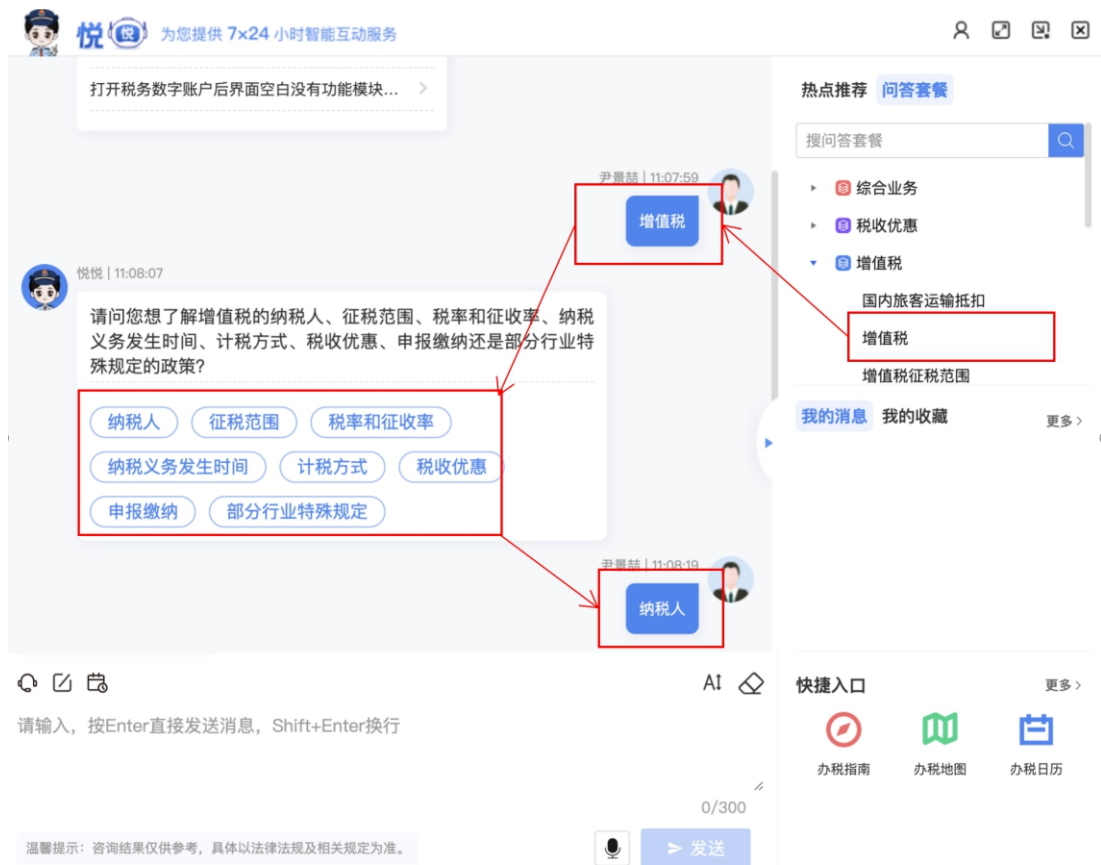 悦 悦 为您提供 7×24 小时智能互动服务
打开税务数字账户后界面空白没有功能模块...
尹景喆 | 11:07:59
增值税
悦悦 | 11:08:07
请问您想了解增值税的纳税人、征税范围、税率和征收率、纳税
义务发生时间、计税方式、税收优惠、申报缴纳还是部分行业特
殊规定的政策?
纳税人 征税范围 税率和征收率
纳税义务发生时间 计税方式 税收优惠
申报缴纳 部分行业特殊规定
尹景喆 | 11:08:19
纳税人
请输入，按Enter直接发送消息，Shift+Enter换行
0/300
温馨提示：咨询结果仅供参考，具体以法律法规及相关规定为准。
发送
热点推荐 问答套餐
搜问答套餐
综合业务
税收优惠
增值税
国内旅客运输抵扣
增值税
增值税征税范围
我的消息 我的收藏 更多
快捷入口 更多
办税指南 办税地图 办税日历